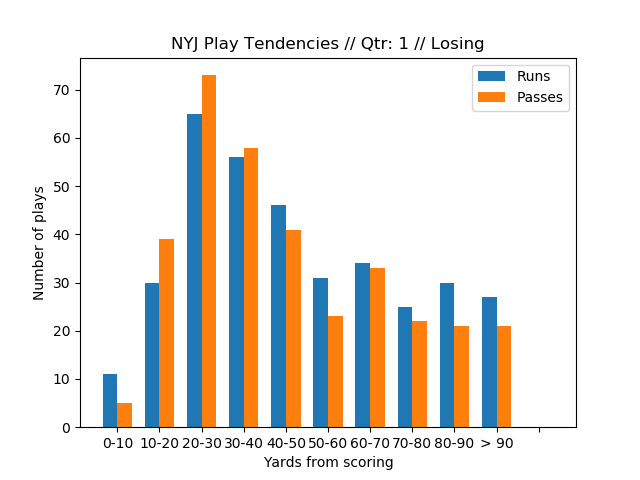 NYJ Play Tendencies // Qtr: 1 // Losing
Runs
Passes
70
60
50
40
30
20
10
0
Number of plays
0-10 10-20 20-30 30-40 40-50 50-60 60-70 70-80 80-90 > 90
Yards from scoring